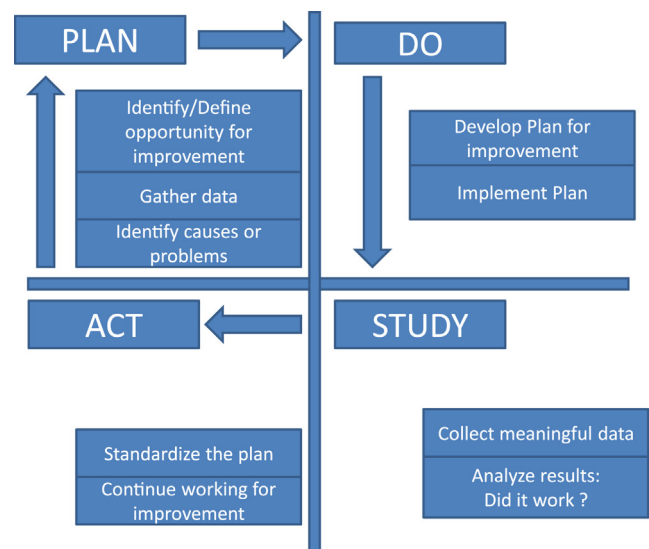 PLAN
DO
Identify/Define
opportunity for
improvement
Gather data
Identify causes or
problems
Develop Plan for
improvement
Implement Plan
ACT
STUDY
Standardize the plan
Continue working for
improvement
Collect meaningful data
Analyze results:
Did it work ?